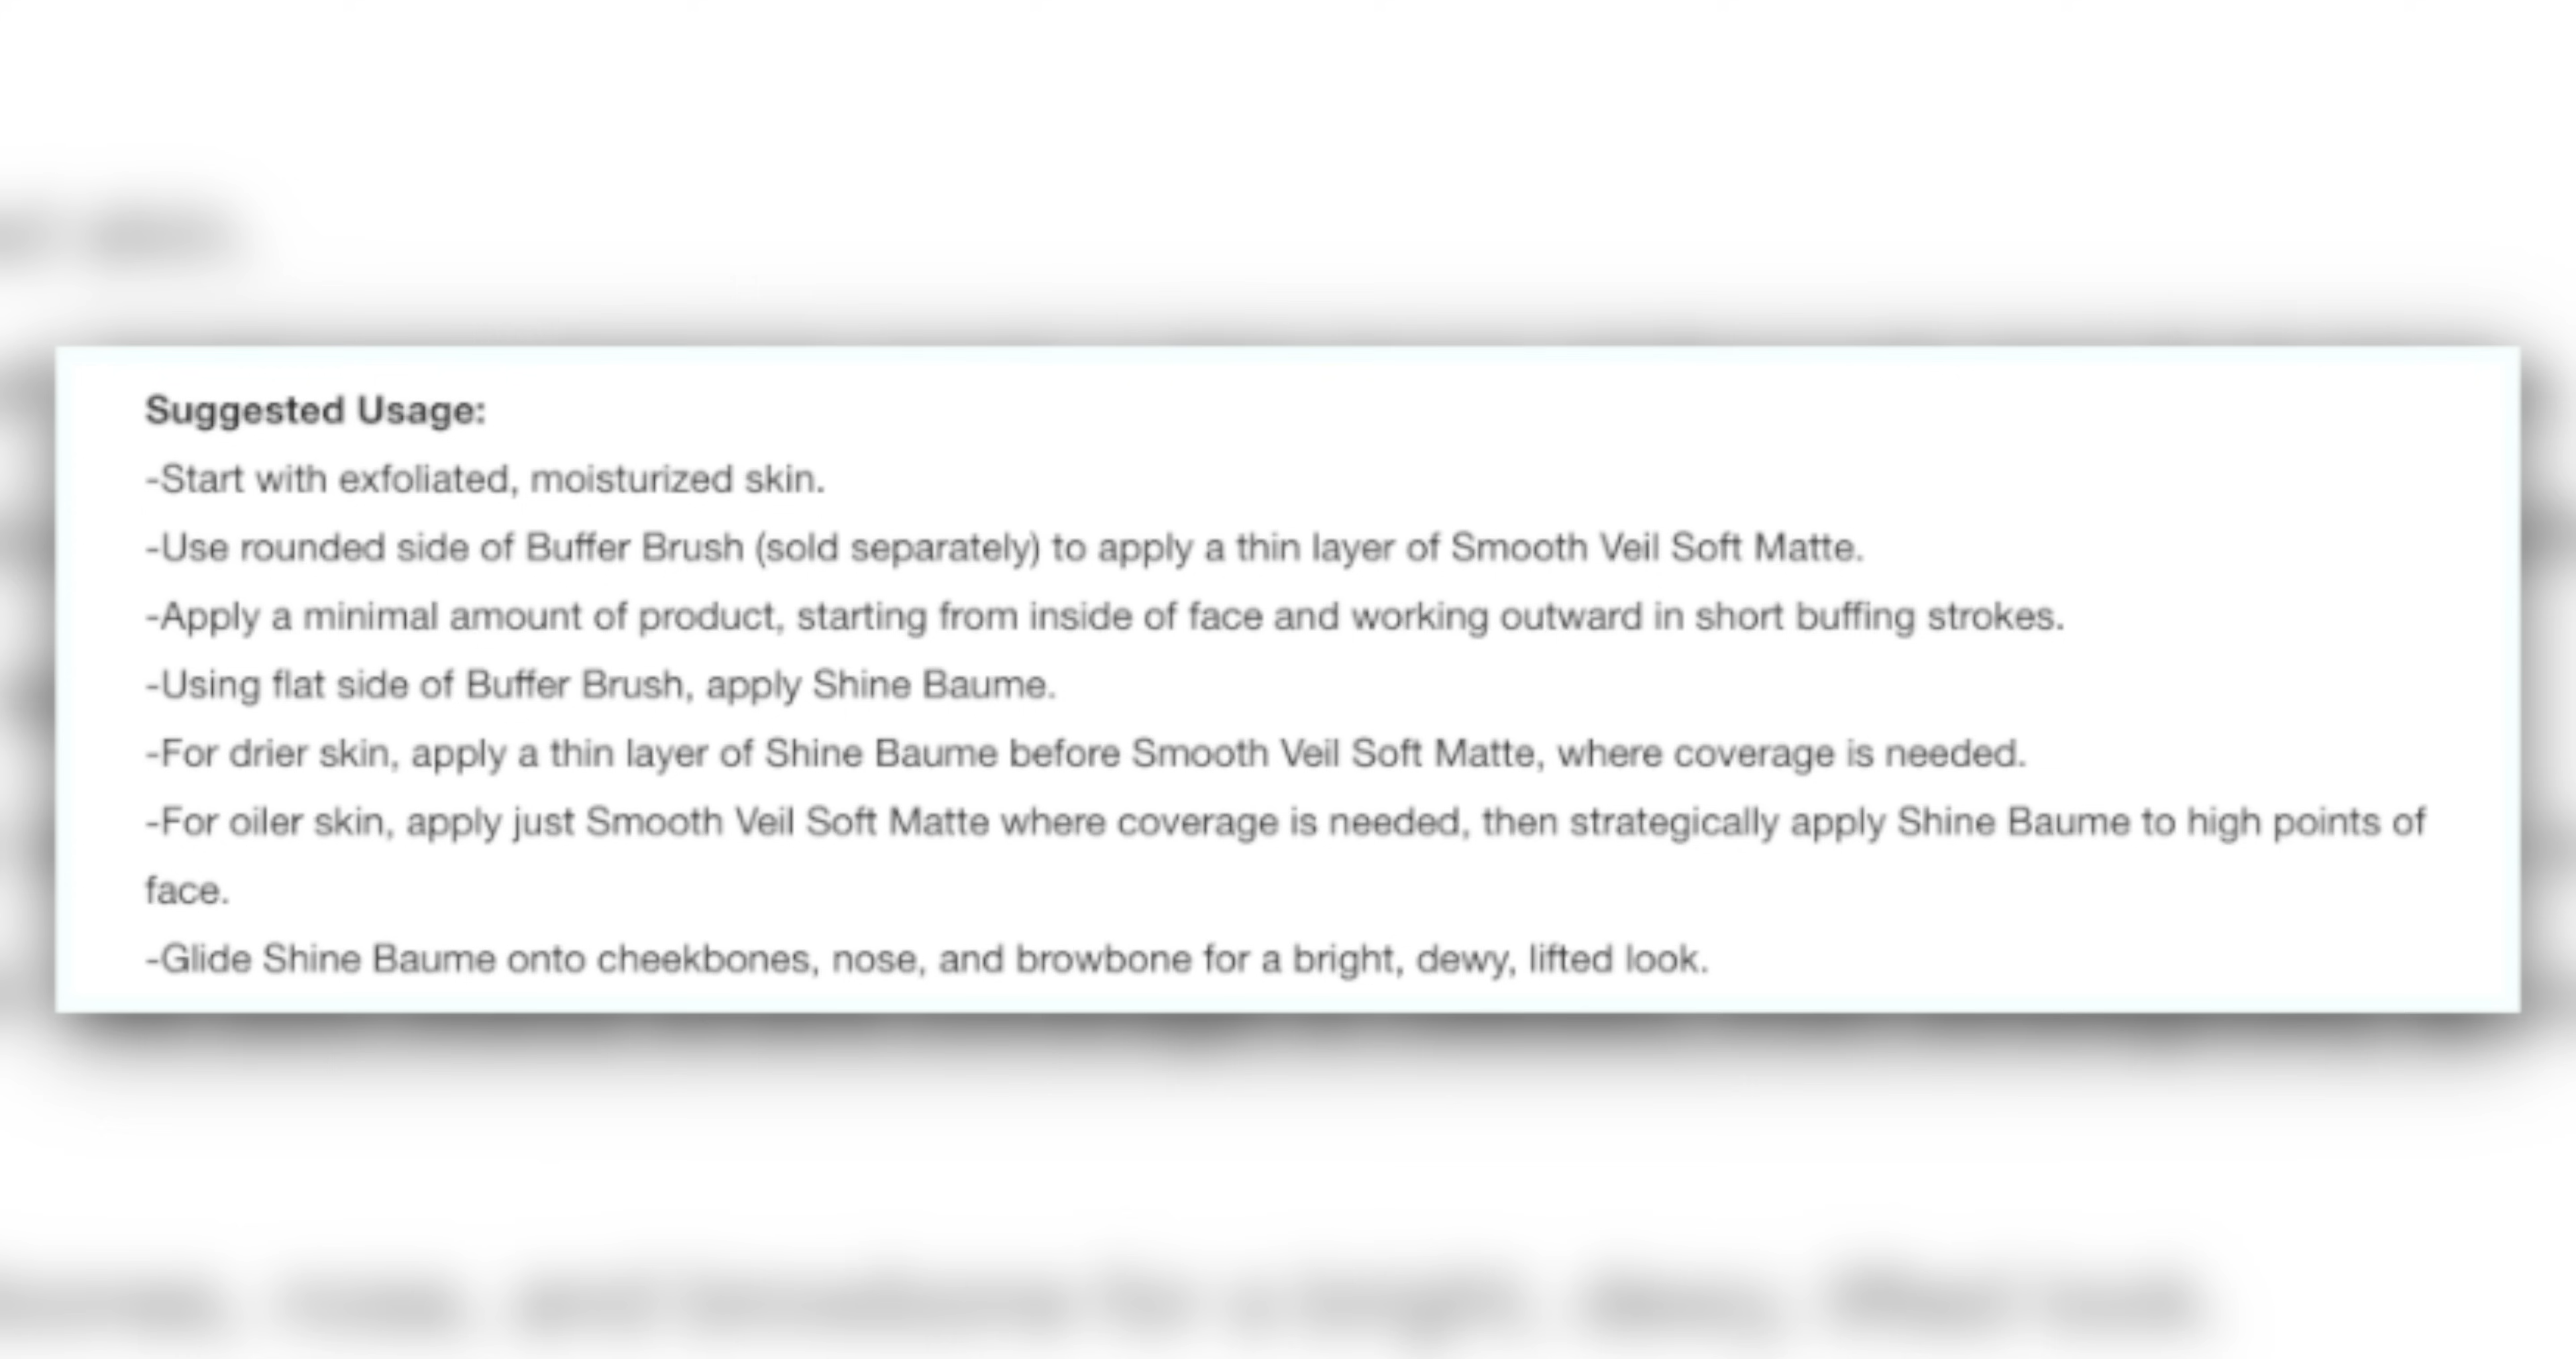 Suggested Usage:
-Start with exfoliated, moisturized skin.
-Use rounded side of Buffer Brush (sold separately) to apply a thin layer of Smooth Veil Soft Matte.
-Apply a minimal amount of product, starting from inside of face and working outward in short buffing strokes.
-Using flat side of Buffer Brush, apply Shine Baume.
-For drier skin, apply a thin layer of Shine Baume before Smooth Veil Soft Matte, where coverage is needed.
-For oiler skin, apply just Smooth Veil Soft Matte where coverage is needed, then strategically apply Shine Baume to high points of
face.
-Glide Shine Baume onto cheekbones, nose, and browbone for a bright, dewy, lifted look.